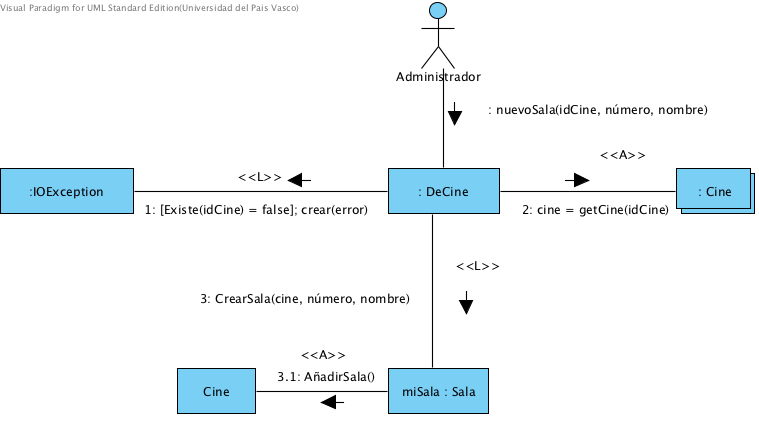 Visual Paradigm for UML Standard Edition(Universidad del Pais Vasco)
Administrador
: nuevoSala(idCine, número, nombre)
<<A>>
<<L>>
:IOException
: DeCine
: Cine
1: [Existe(idCine) = false]; crear(error)
2: cine = getCine(idCine)
<<L>>
3: CrearSala(cine, número, nombre)
<<A>>
3.1: AñadirSala()
Cine
miSala : Sala